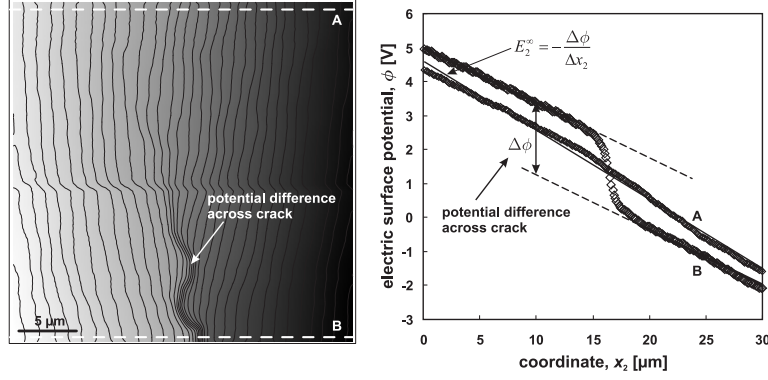 A
potential difference
across crack
5 µm
B
electric surface potential, ϕ [V]
6
5
4
3
2
1
0
-1
-2
-3
E₂^∞ = −Δϕ/Δx₂
Δϕ
potential difference
across crack
A
B
0 5 10 15 20 25 30
coordinate, x₂ [µm]